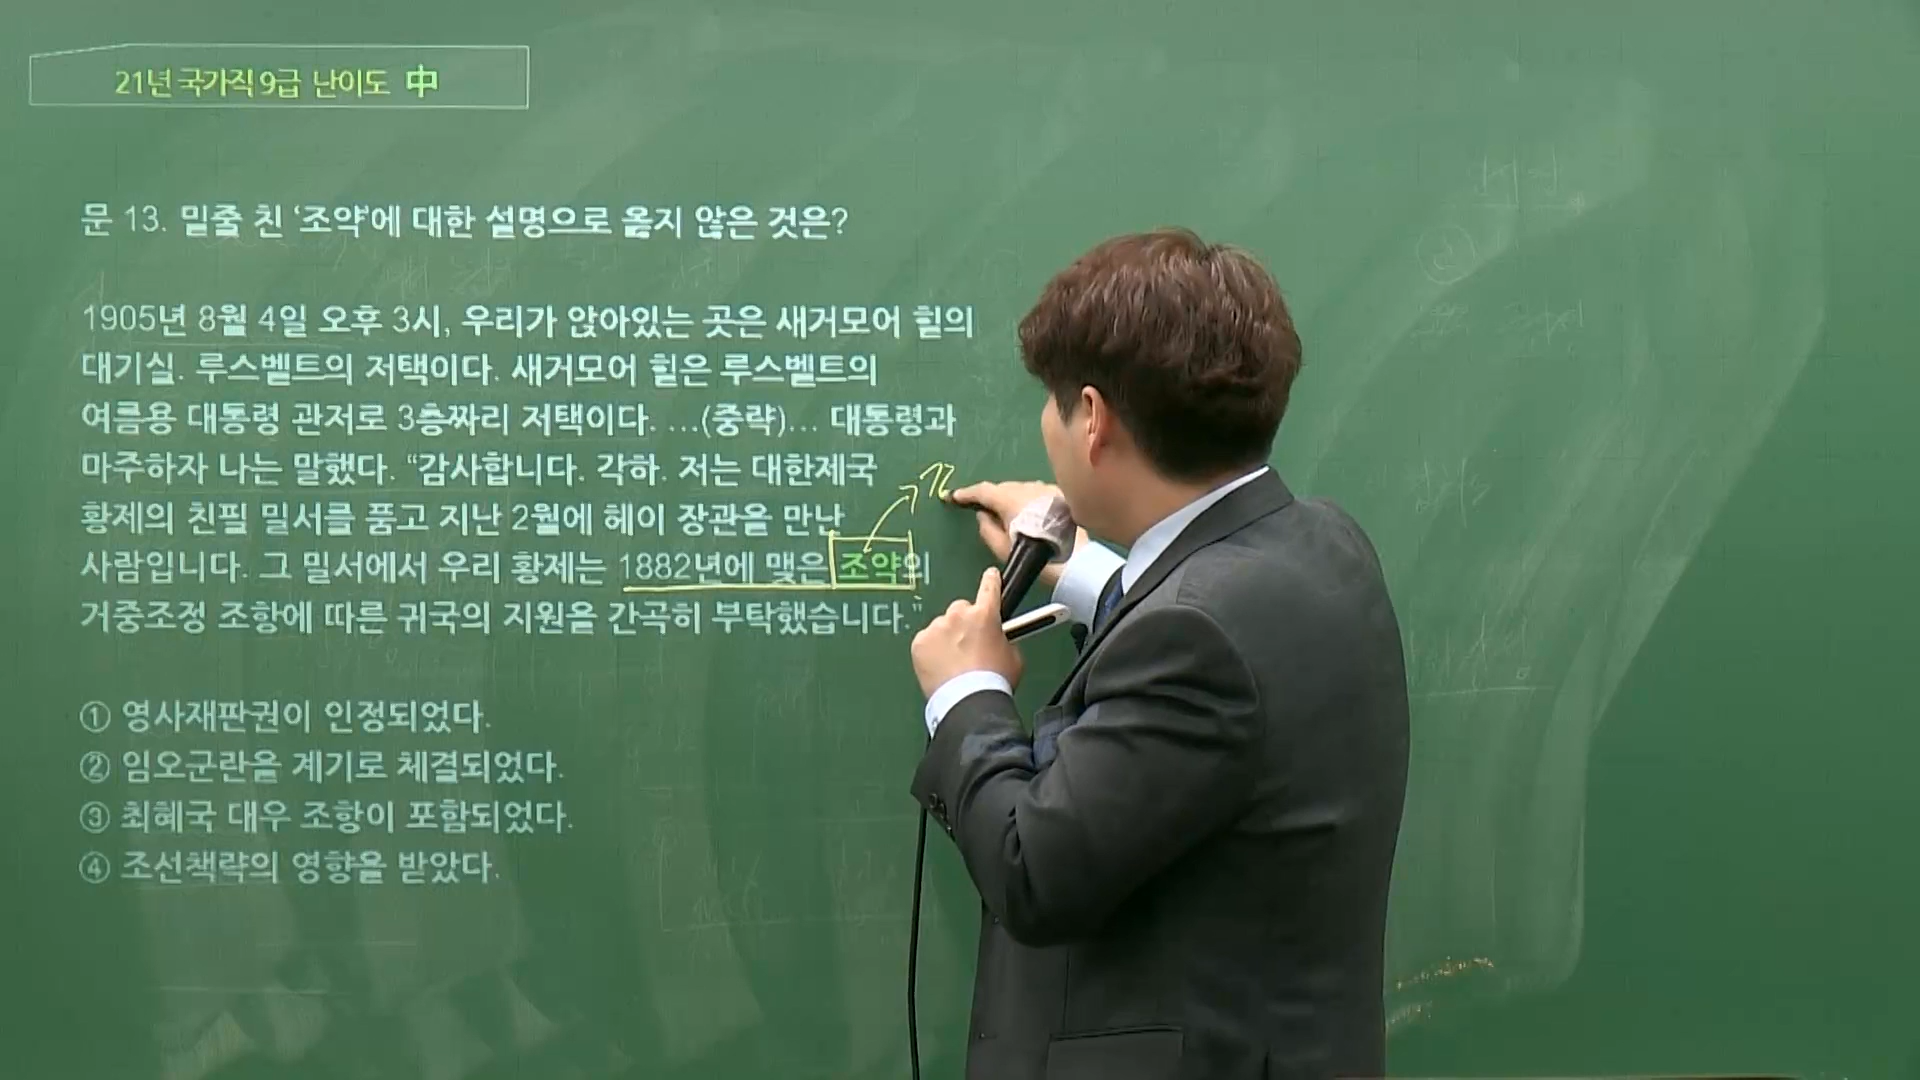 21년 국가직 9급 난이도 中
문 13. 밑줄 친 ‘조약’에 대한 설명으로 옳지 않은 것은?
1905년 8월 4일 오후 3시, 우리가 앉아있는 곳은 새거모어 힐의
대기실. 루스벨트의 저택이다. 새거모어 힐은 루스벨트의
여름용 대통령 관저로 3층짜리 저택이다. …(중략)… 대통령과
마주하자 나는 말했다. “감사합니다. 각하. 저는 대한제국
황제의 친필 밀서를 품고 지난 2월에 헤이 장관을 만난
사람입니다. 그 밀서에서 우리 황제는 1882년에 맺은 조약의
거중조정 조항에 따른 귀국의 지원을 간곡히 부탁했습니다.”
① 영사재판권이 인정되었다.
② 임오군란을 계기로 체결되었다.
③ 최혜국 대우 조항이 포함되었다.
④ 조선책략의 영향을 받았다.